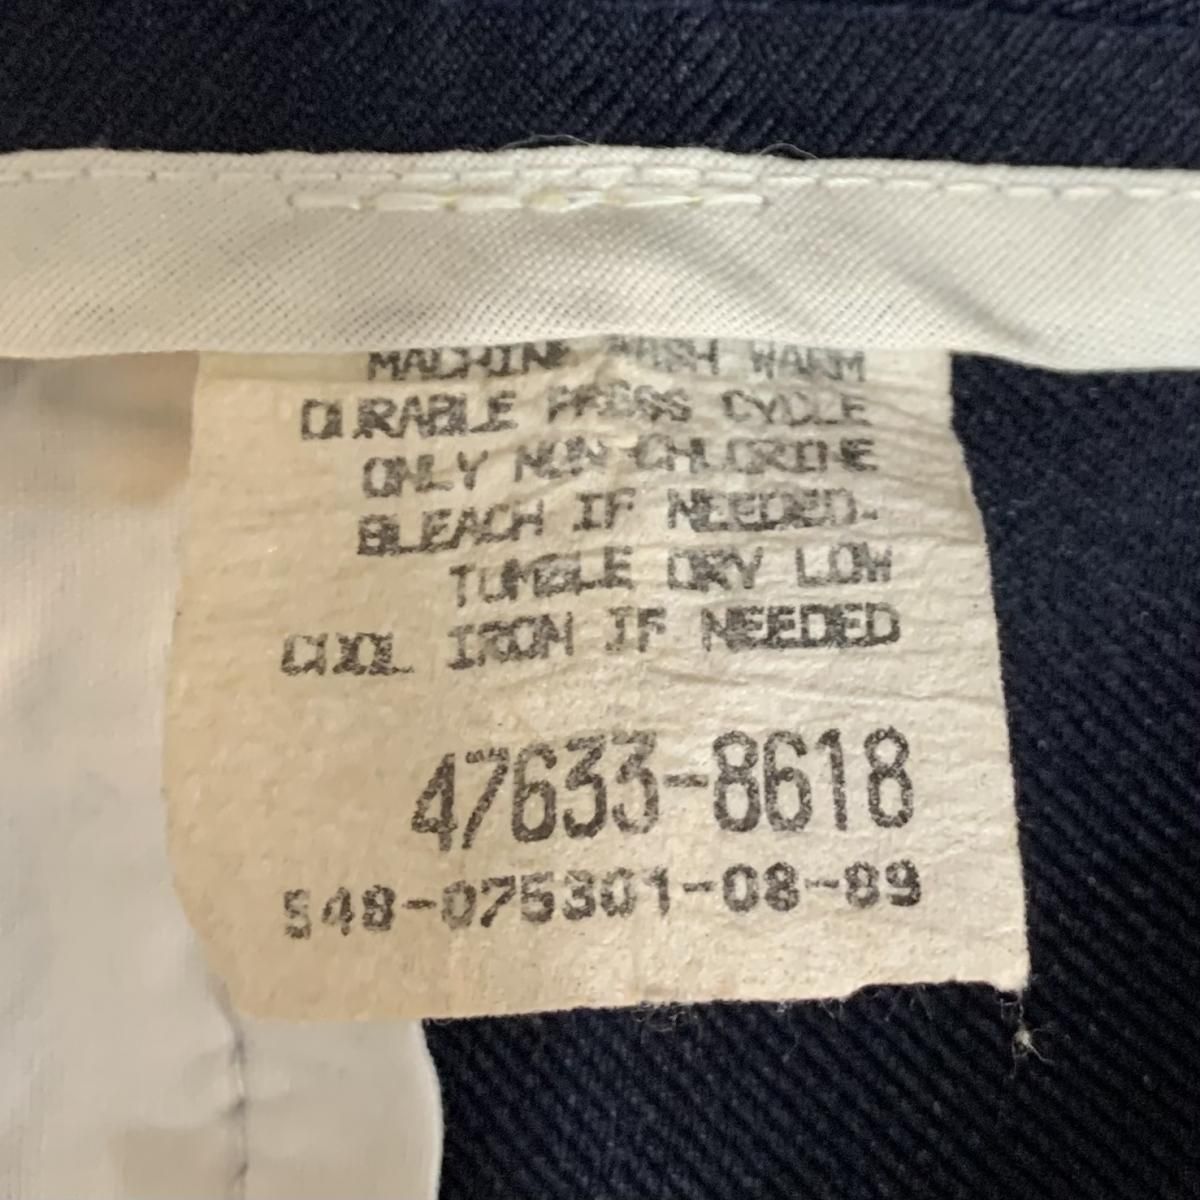 MACHINE WASH WARM
DURABLE PRESS CYCLE
ONLY NON-CHLORINE
BLEACH IF NEEDED.
TUMBLE DRY LOW
COOL IRON IF NEEDED
47633-8618
548-075301-08-89